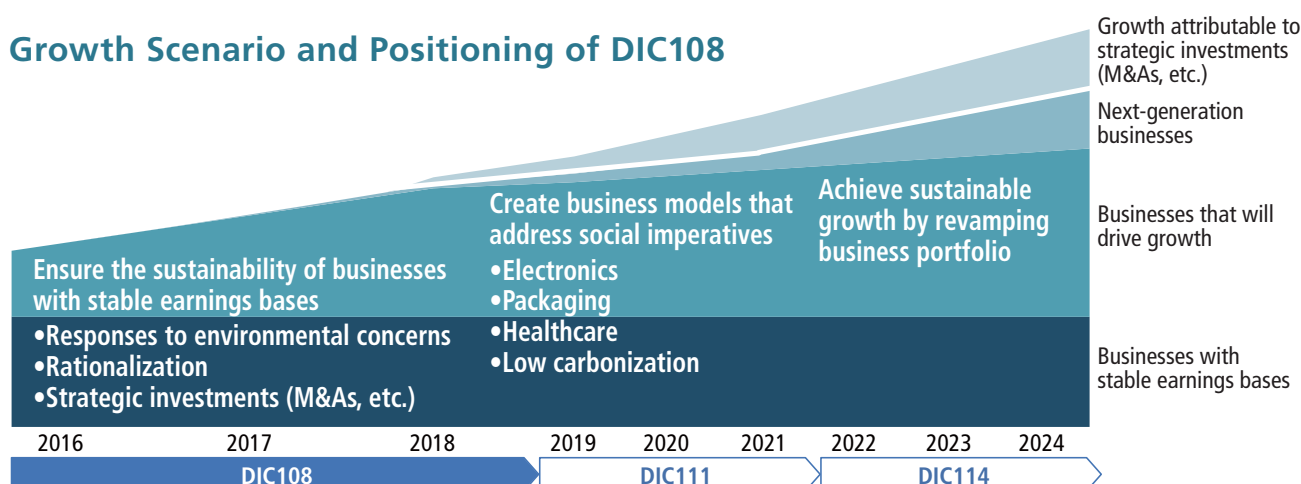 Growth Scenario and Positioning of DIC108
Growth attributable to
strategic investments
(M&As, etc.)
Next-generation
businesses
Businesses that will
drive growth
Businesses with
stable earnings bases
Ensure the sustainability of businesses
with stable earnings bases
•Responses to environmental concerns
•Rationalization
•Strategic investments (M&As, etc.)
Create business models that
address social imperatives
•Electronics
•Packaging
•Healthcare
•Low carbonization
Achieve sustainable
growth by revamping
business portfolio
2016 2017 2018 2019 2020 2021 2022 2023 2024
DIC108 DIC111 DIC114